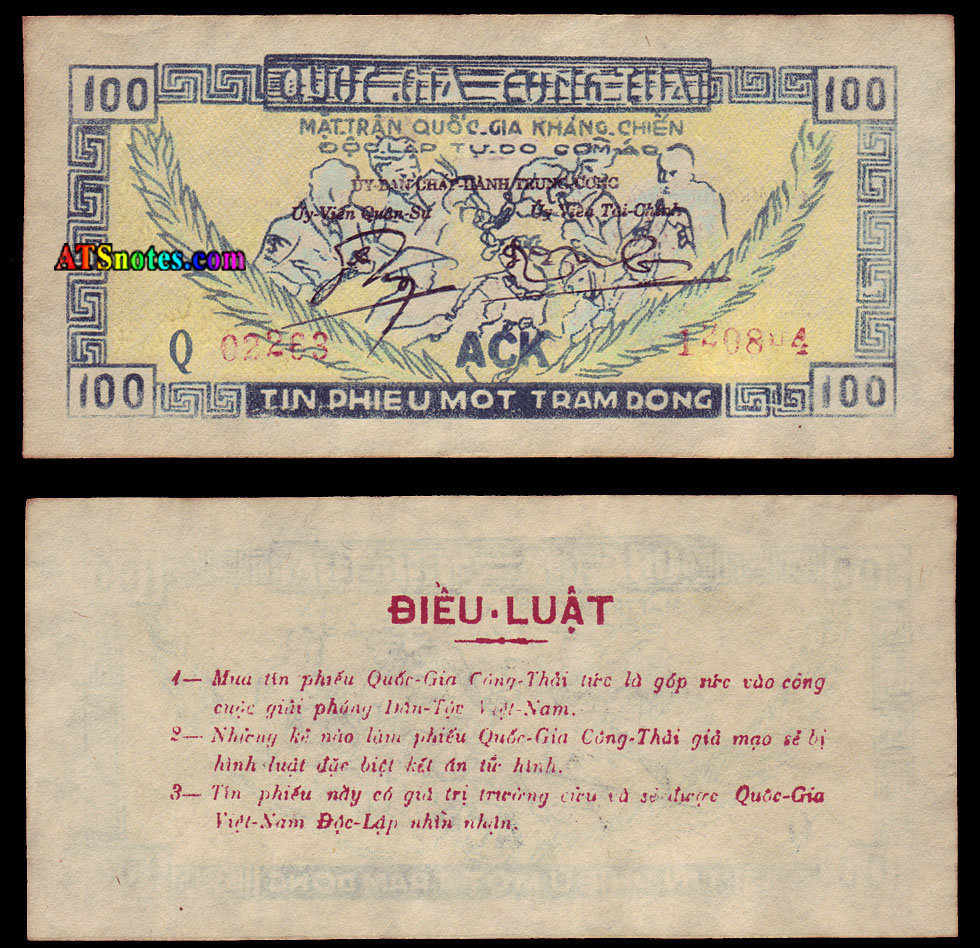 100
QUỐC GIA CÔNG THẢI
100
MẶT.TRẬN QUỐC.GIA KHÁNG.CHIẾN
ĐỘC.LẬP TỰ.DO CƠM.ÁO
ỦY-BAN CHẤP-HÀNH TRUNG-ƯƠNG
Ủy-Viên Quân-Sự Ủy-Viên Tài-Chính
ATSnotes.com
Q 02263 ACK
100
TIN PHIEU MOT TRAM DONG
100
ĐIỀU.LUẬT
1— Mua tín phiếu Quốc-Gia Công-Thải tức là góp sức vào công
cuộc giải phóng Dân-Tộc Việt-Nam.
2— Những kẻ nào làm phiếu Quốc-Gia Công-Thải giả mạo sẽ bị
hình luật đặc biệt kết án tử hình.
3— Tín phiếu này có giá trị trường cửu và sẽ được Quốc-Gia
Việt-Nam Độc-Lập nhìn nhận.